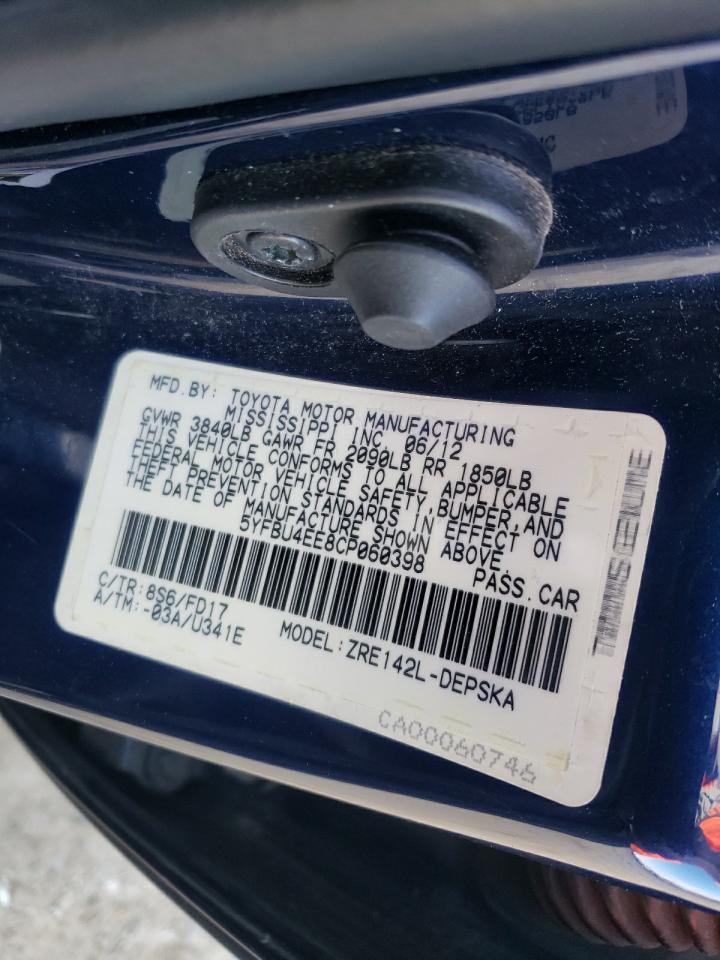 MFD.BY: TOYOTA MOTOR MANUFACTURING
MISSISSIPPI INC 06/12
GVWR 3840LB GAWR FR 2090LB RR 1850LB
THIS VEHICLE CONFORMS TO ALL APPLICABLE
FEDERAL MOTOR VEHICLE SAFETY,BUMPER,AND
THEFT PREVENTION STANDARDS IN EFFECT ON
THE DATE OF MANUFACTURE SHOWN ABOVE.
5YFBU4EE8CP060398 PASS.CAR
C/TR:8S6/FD17
A/TM:-03A/U341E MODEL:ZRE142L-DEPSKA
CA00060746